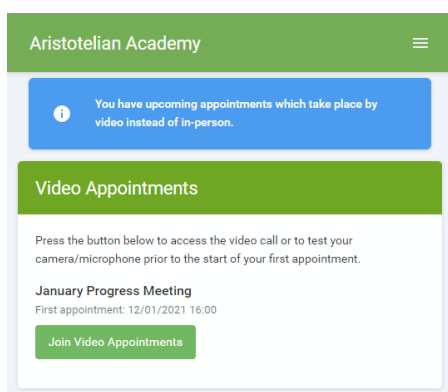 Aristotelian Academy
You have upcoming appointments which take place by
video instead of in-person.
Video Appointments
Press the button below to access the video call or to test your
camera/microphone prior to the start of your first appointment.
January Progress Meeting
First appointment: 12/01/2021 16:00
Join Video Appointments